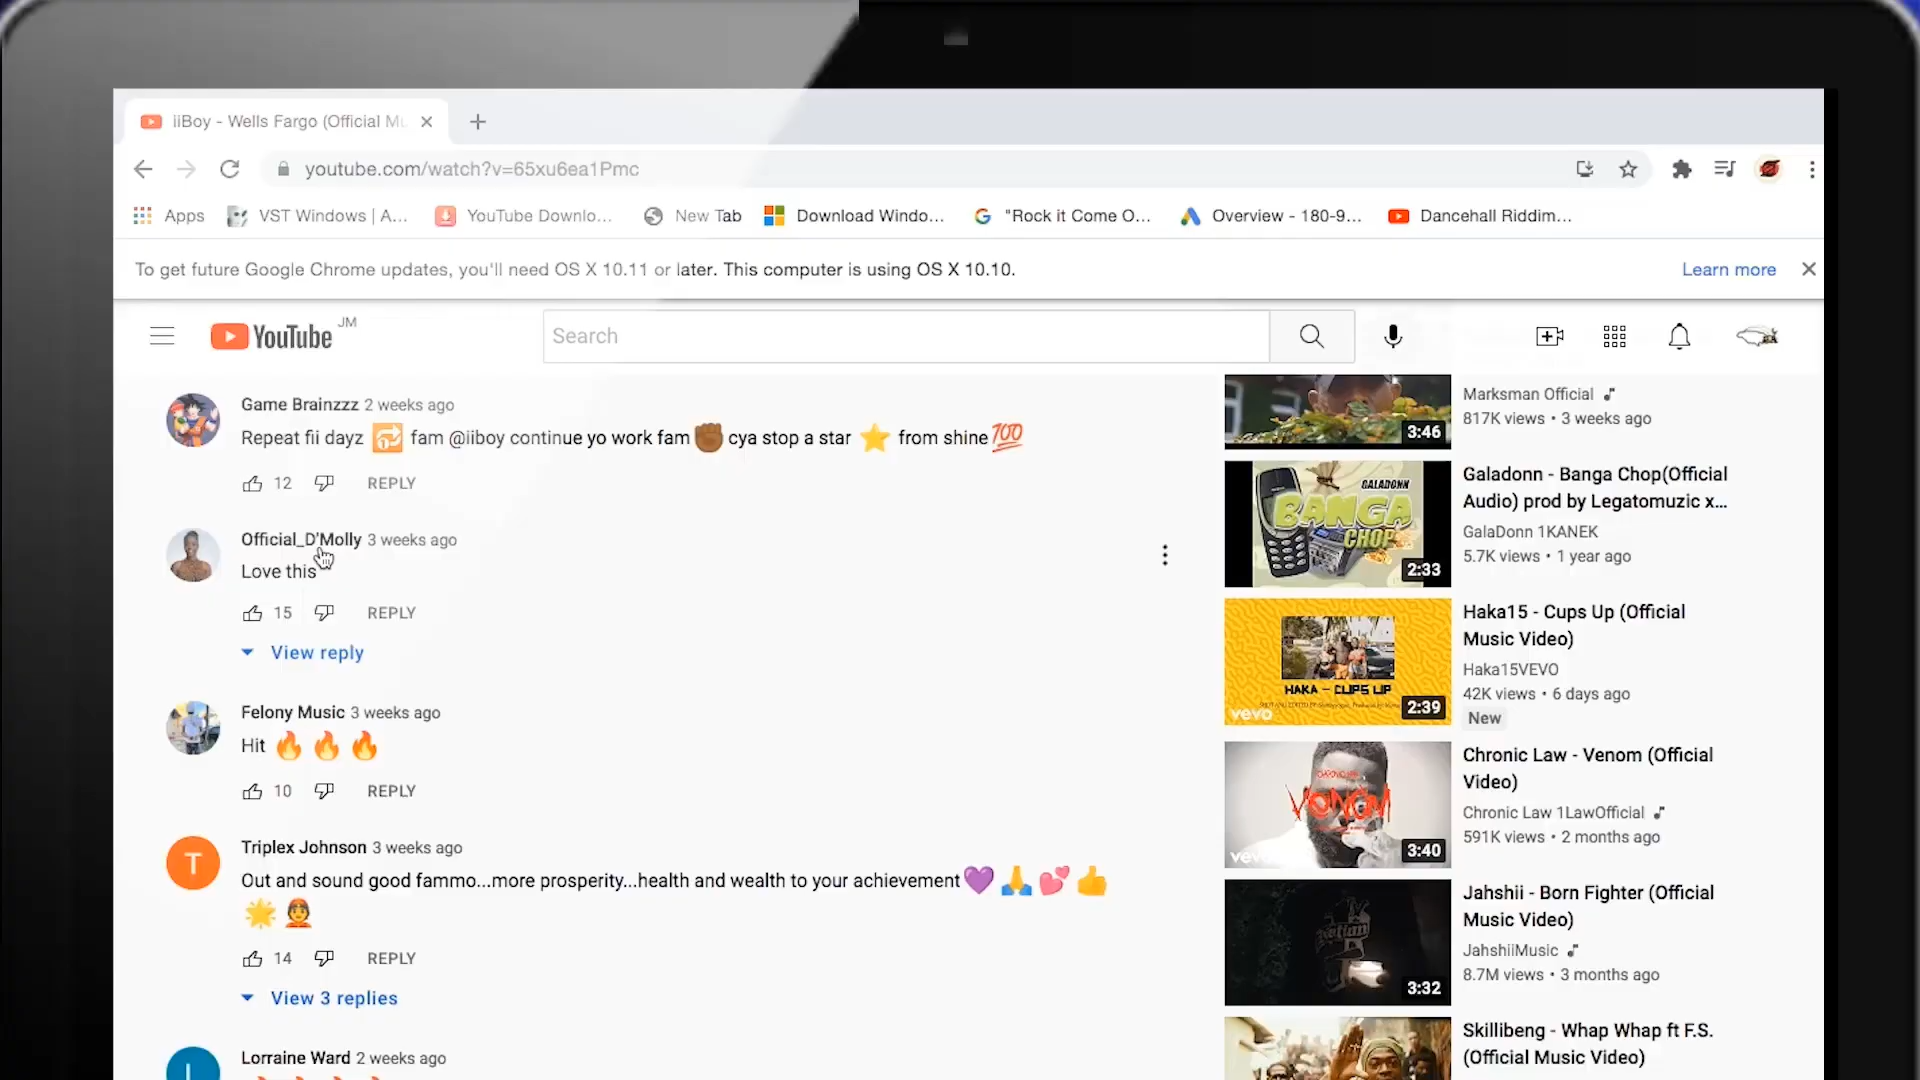 iiBoy - Wells Fargo (Official Mu
youtube.com/watch?v=65xu6ea1Pmc
Apps VST Windows | A... YouTube Downlo... New Tab Download Windo... "Rock it Come O... Overview - 180-9... Dancehall Riddim...
To get future Google Chrome updates, you'll need OS X 10.11 or later. This computer is using OS X 10.10. Learn more
YouTube JM
Search
Game Brainzzz 2 weeks ago
Repeat fii dayz 🔂 fam @iiboy continue yo work fam ✊🏾 cya stop a star ⭐ from shine 💯
12 REPLY
Official_D'Molly 3 weeks ago
Love this
15 REPLY
View reply
Felony Music 3 weeks ago
Hit 🔥 🔥 🔥
10 REPLY
T
Triplex Johnson 3 weeks ago
Out and sound good fammo...more prosperity...health and wealth to your achievement 💜 🙏 💕 👍
14 REPLY
View 3 replies
L
Lorraine Ward 2 weeks ago
3:46
Marksman Official
817K views • 3 weeks ago
GALADONN
BANGA
CHOP
2:33
Galadonn - Banga Chop(Official
Audio) prod by Legatomuzic x...
GalaDonn 1KANEK
5.7K views • 1 year ago
HAKA - CUPS UP
vevo
2:39
Haka15 - Cups Up (Official
Music Video)
Haka15VEVO
42K views • 6 days ago
New
CHRONIC LAW
VENOM
vevo
3:40
Chronic Law - Venom (Official
Video)
Chronic Law 1LawOfficial
591K views • 2 months ago
3:32
Jahshii - Born Fighter (Official
Music Video)
JahshiiMusic
8.7M views • 3 months ago
Skillibeng - Whap Whap ft F.S.
(Official Music Video)